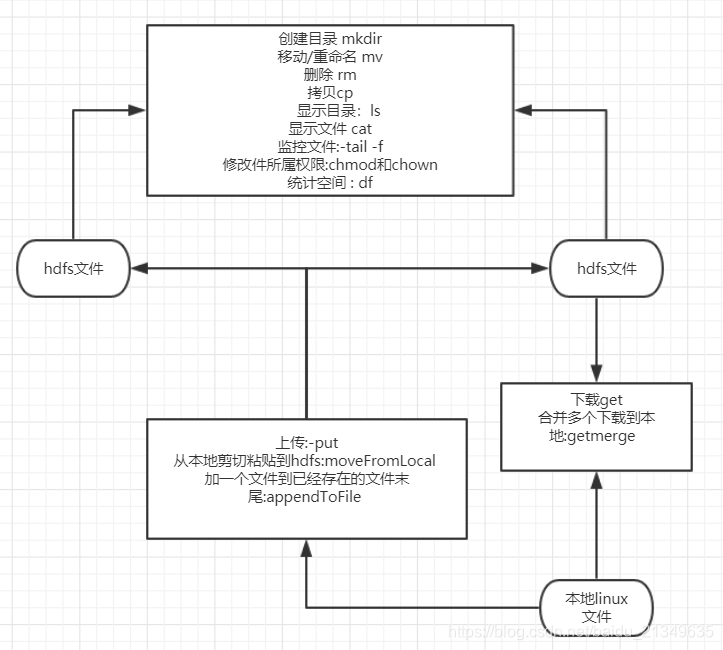 创建目录 mkdir
移动/重命名 mv
删除 rm
拷贝cp
显示目录：ls
显示文件 cat
监控文件:-tail -f
修改件所属权限:chmod和chown
统计空间 : df
hdfs文件
hdfs文件
下载get
合并多个下载到本
地:getmerge
上传:-put
从本地剪切粘贴到hdfs:moveFromLocal
加一个文件到已经存在的文件末
尾:appendToFile
本地linux
文件
https://blog.csdn.net/baidu_21349635